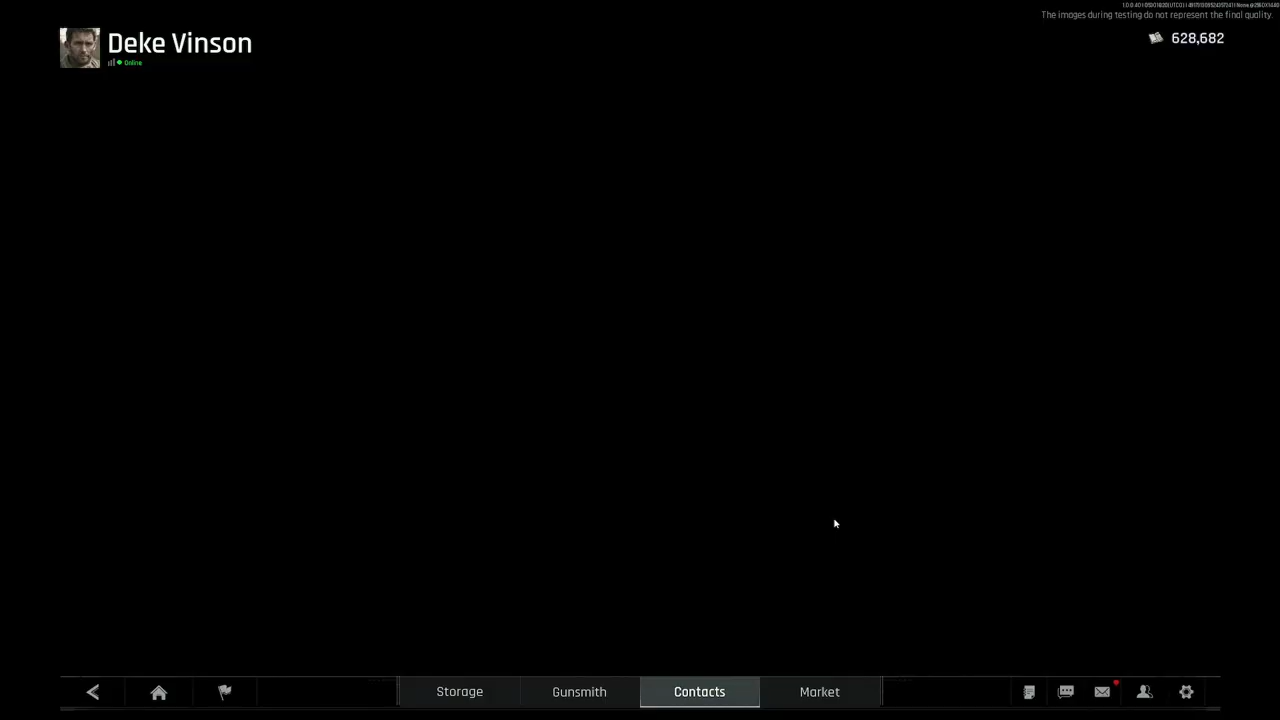 The images during testing do not represent the final quality.
Deke Vinson
Online
628,682
Storage
Gunsmith
Contacts
Market